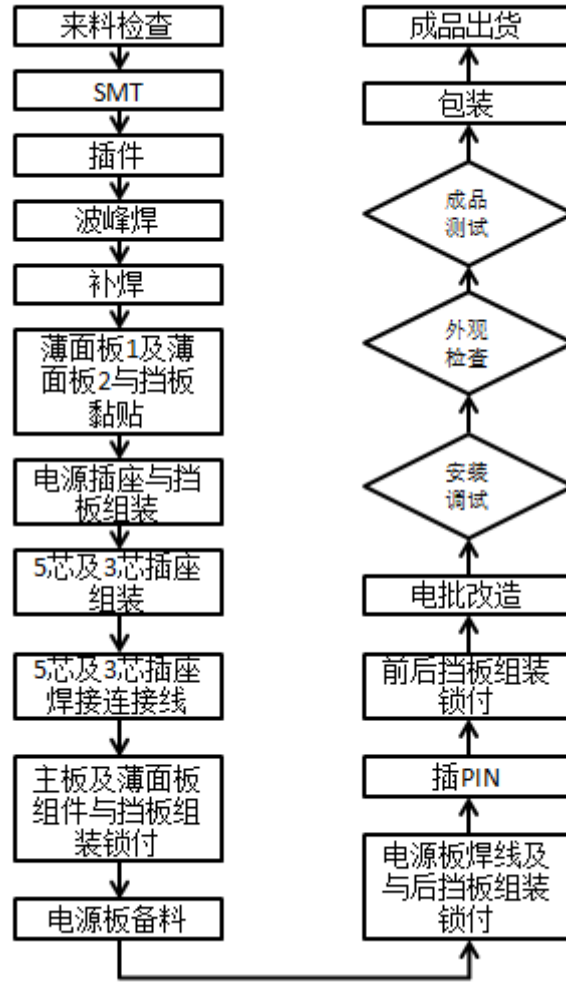 来料检查
SMT
插件
波峰焊
补焊
薄面板1及薄
面板2与挡板
黏贴
电源插座与挡
板组装
5芯及3芯插座
组装
5芯及3芯插座
焊接连接线
主板及薄面板
组件与挡板组
装锁付
电源板备料
电源板焊线及
与后挡板组装
锁付
插PIN
前后挡板组装
锁付
电批改造
安装
调试
外观
检查
成品
测试
包装
成品出货